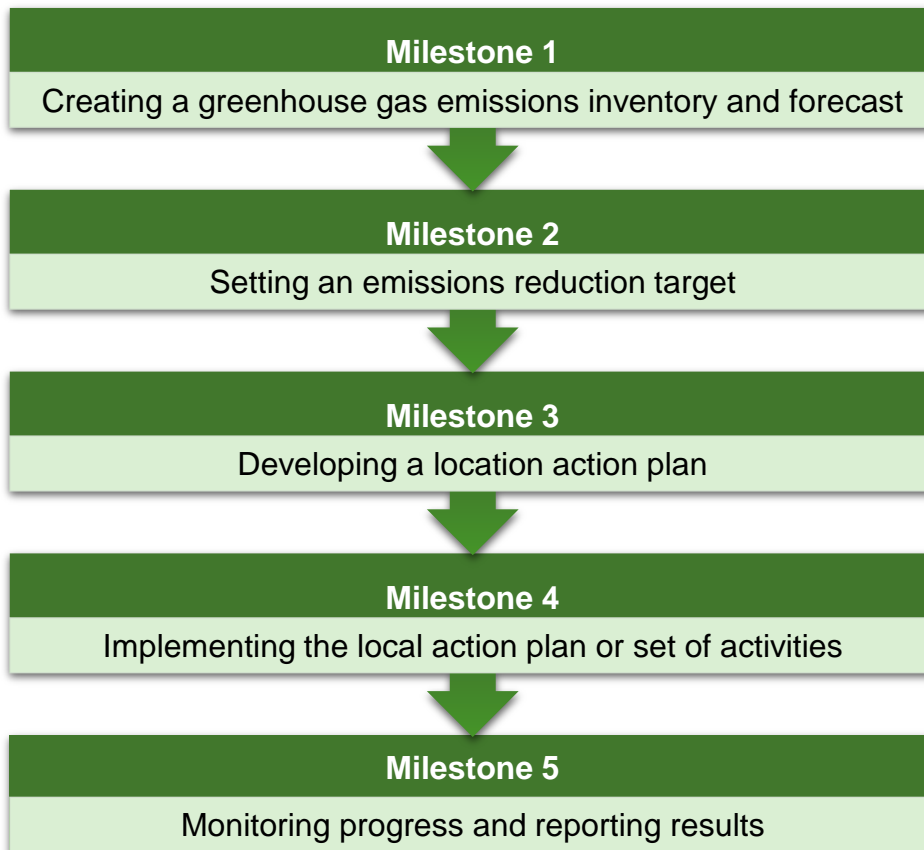 Milestone 1
Creating a greenhouse gas emissions inventory and forecast
Milestone 2
Setting an emissions reduction target
Milestone 3
Developing a location action plan
Milestone 4
Implementing the local action plan or set of activities
Milestone 5
Monitoring progress and reporting results